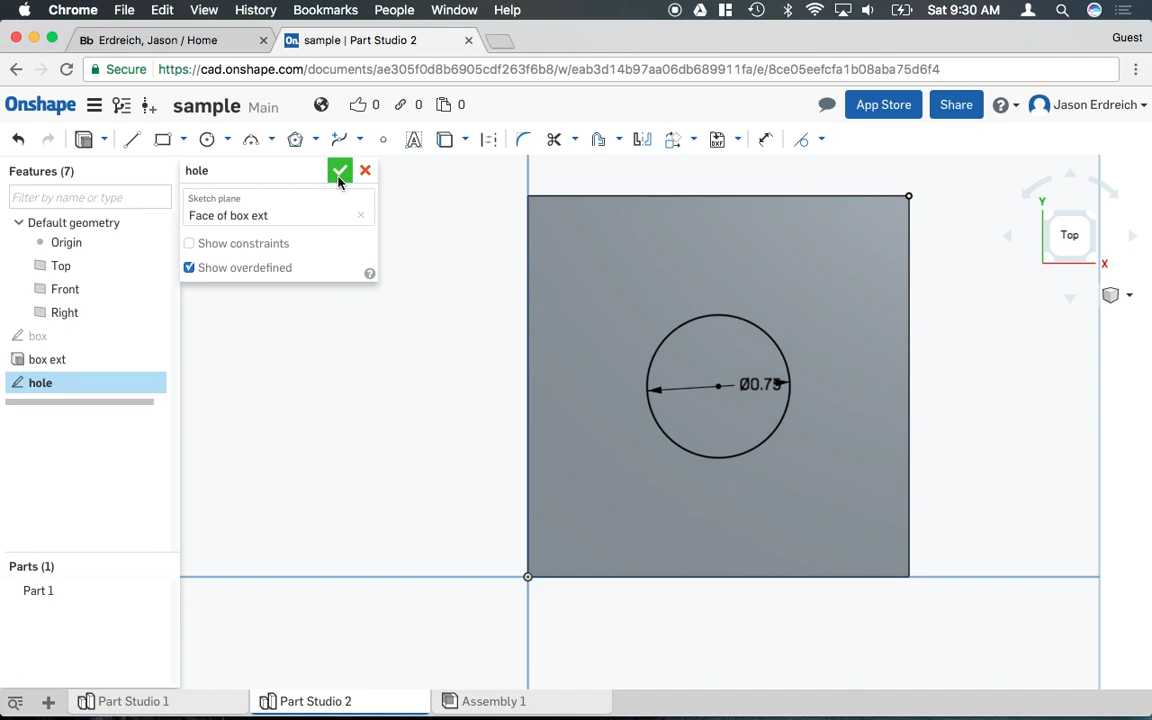 Chrome File Edit View History Bookmarks People Window Help Sat 9:30 AM
Bb Erdreich, Jason / Home × On. sample | Part Studio 2 × Guest
Secure https://cad.onshape.com/documents/ae305f0d8b6905cdf263f6b8/w/eab3d14b97aa06db689911fa/e/8ce05eefcfa1b08aba75d6f4
Onshape sample Main 0 0 0 App Store Share ? Jason Erdreich
DXF
Features (7)
Filter by name or type
Default geometry
Origin
Top
Front
Right
box
box ext
hole
hole
Sketch plane
Face of box ext ×
Show constraints
Show overdefined
?
Ø0.75
Y
Top
X
Parts (1)
Part 1
Part Studio 1 Part Studio 2 Assembly 1